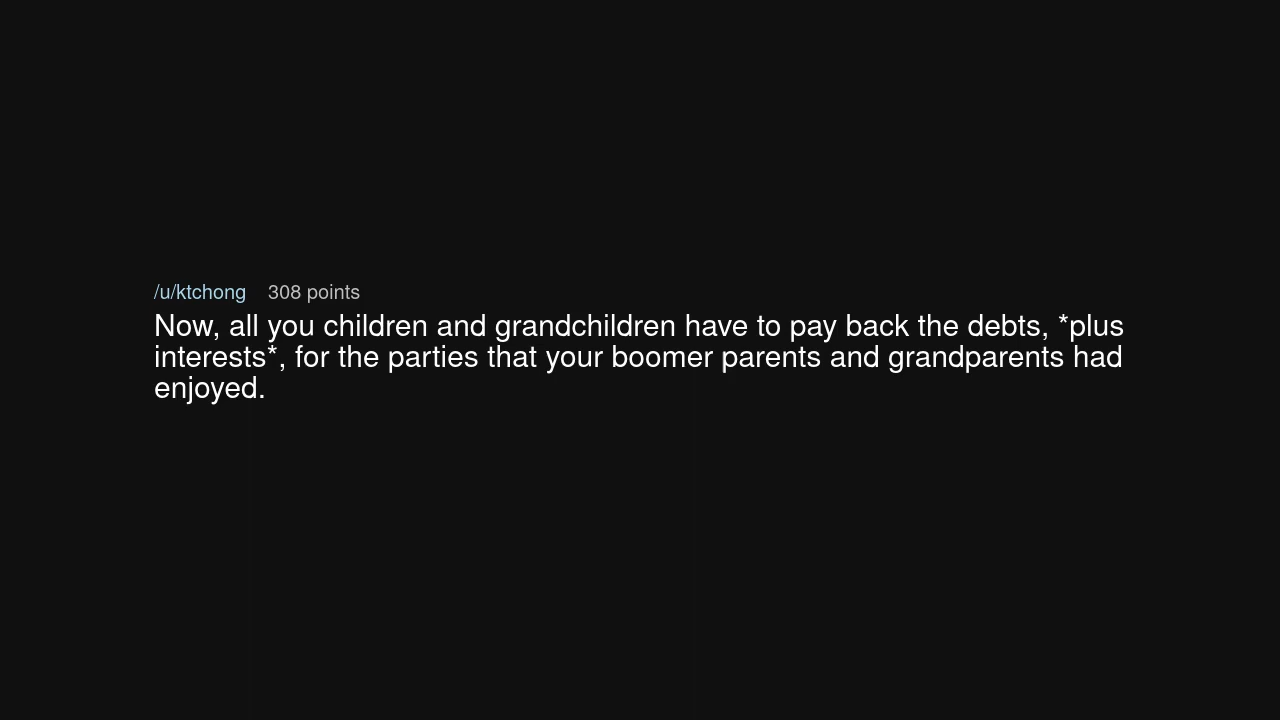 /u/ktchong 308 points
Now, all you children and grandchildren have to pay back the debts, *plus
interests*, for the parties that your boomer parents and grandparents had
enjoyed.